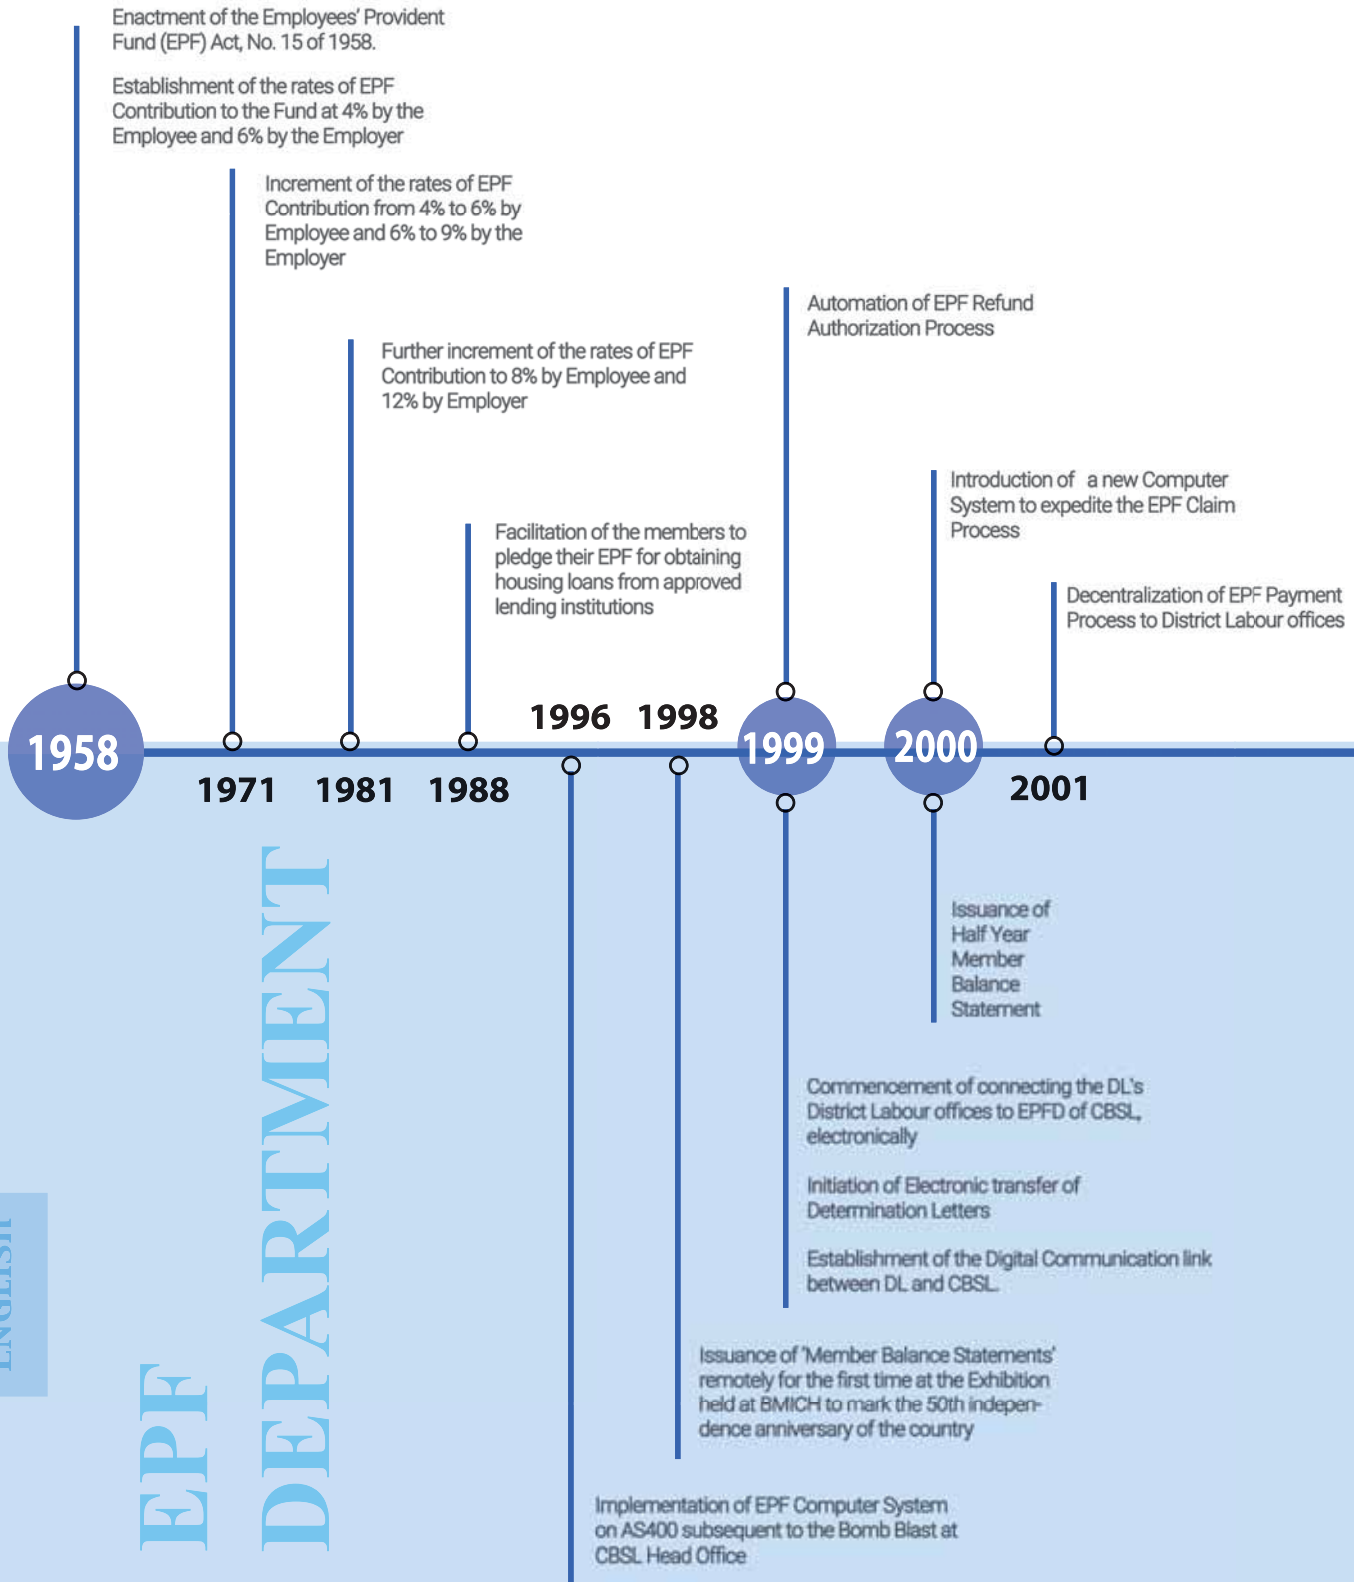 Enactment of the Employees' Provident
Fund (EPF) Act, No. 15 of 1958.
Establishment of the rates of EPF
Contribution to the Fund at 4% by the
Employee and 6% by the Employer
Increment of the rates of EPF
Contribution from 4% to 6% by
Employee and 6% to 9% by the
Employer
Further increment of the rates of EPF
Contribution to 8% by Employee and
12% by Employer
Facilitation of the members to
pledge their EPF for obtaining
housing loans from approved
lending institutions
Automation of EPF Refund
Authorization Process
Introduction of a new Computer
System to expedite the EPF Claim
Process
Decentralization of EPF Payment
Process to District Labour offices
1958
1971
1981
1988
1996
1998
1999
2000
2001
Issuance of
Half Year
Member
Balance
Statement
Commencement of connecting the DL's
District Labour offices to EPFD of CBSL,
electronically
Initiation of Electronic transfer of
Determination Letters
Establishment of the Digital Communication link
between DL and CBSL.
Issuance of 'Member Balance Statements'
remotely for the first time at the Exhibition
held at BMICH to mark the 50th indepen-
dence anniversary of the country
Implementation of EPF Computer System
on AS400 subsequent to the Bomb Blast at
CBSL Head Office
EPF
DEPARTMENT
ENGLISH